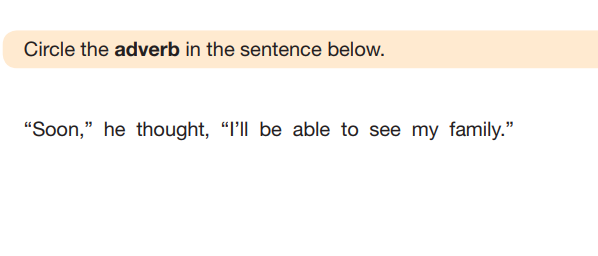 Circle the adverb in the sentence below.
“Soon,” he thought, “I’ll be able to see my family.”